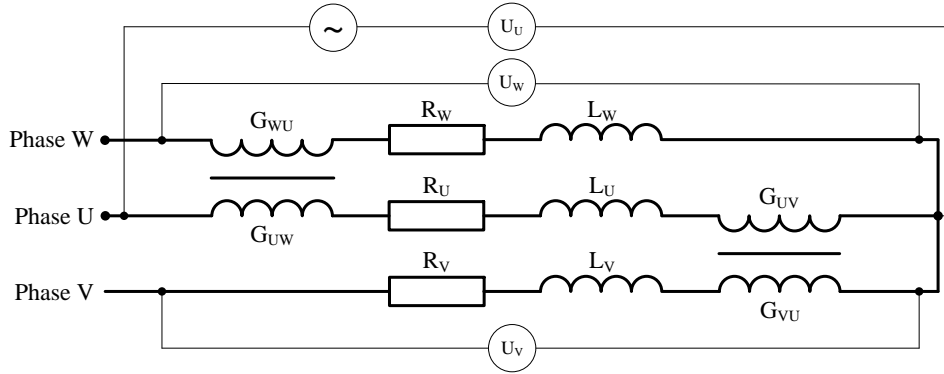 ~
U_U
U_W
G_WU
R_W
L_W
Phase W
R_U
L_U
G_UV
Phase U
G_UW
R_V
L_V
Phase V
G_VU
U_V